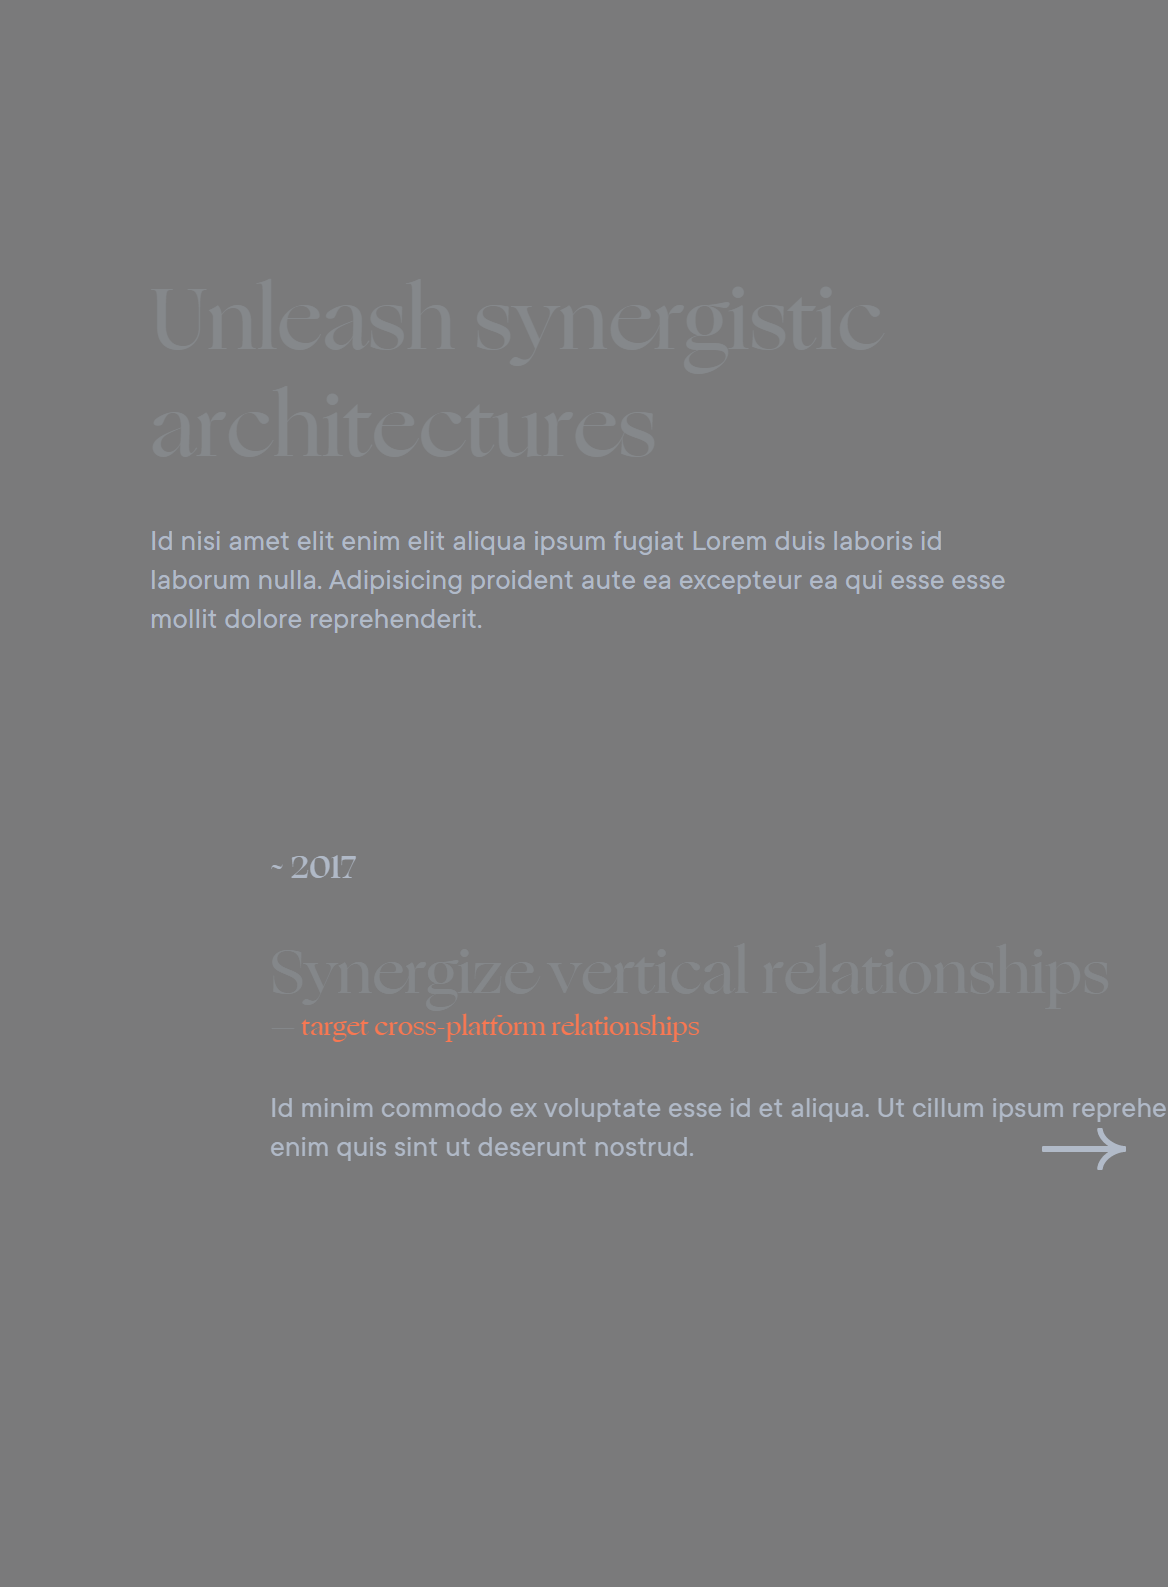 Unleash synergistic
architectures
Id nisi amet elit enim elit aliqua ipsum fugiat Lorem duis laboris id
laborum nulla. Adipisicing proident aute ea excepteur ea qui esse esse
mollit dolore reprehenderit.
~ 2017
Synergize vertical relationships
— target cross-platform relationships
Id minim commodo ex voluptate esse id et aliqua. Ut cillum ipsum reprehe
enim quis sint ut deserunt nostrud.